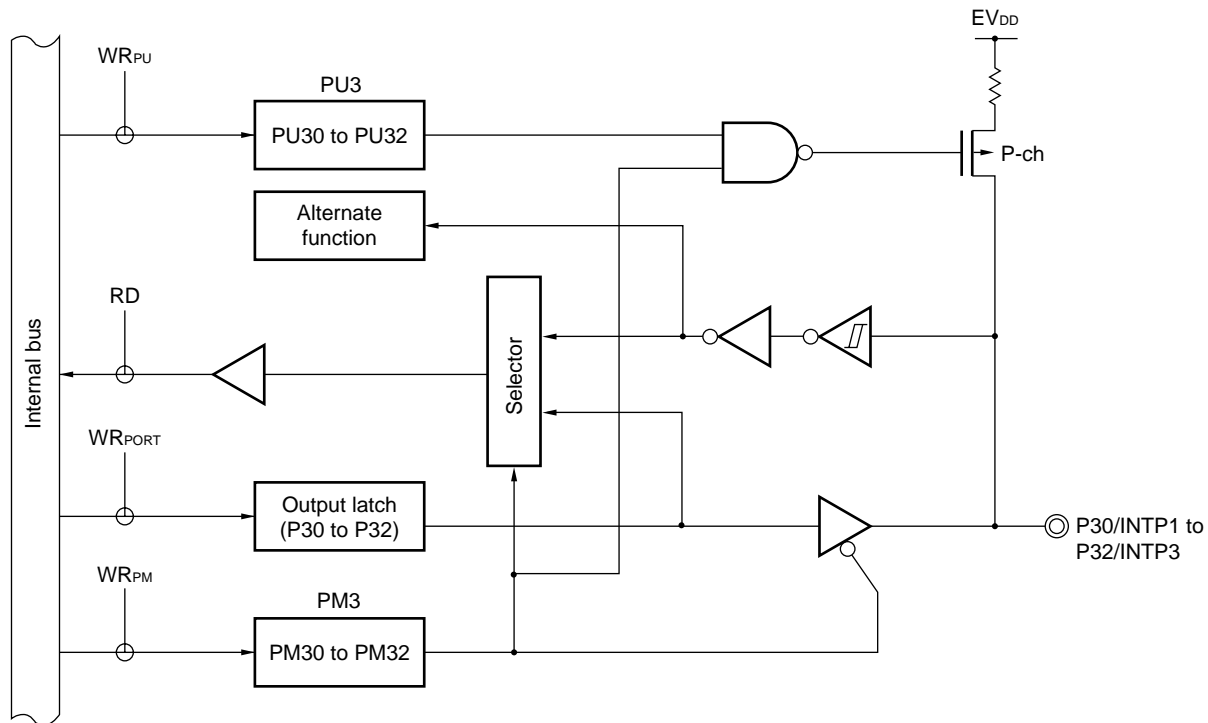 EVDD
WRPU
PU3
PU30 to PU32
P-ch
Alternate
function
RD
Selector
Internal bus
WRPORT
Output latch
(P30 to P32)
P30/INTP1 to
P32/INTP3
WRPM
PM3
PM30 to PM32